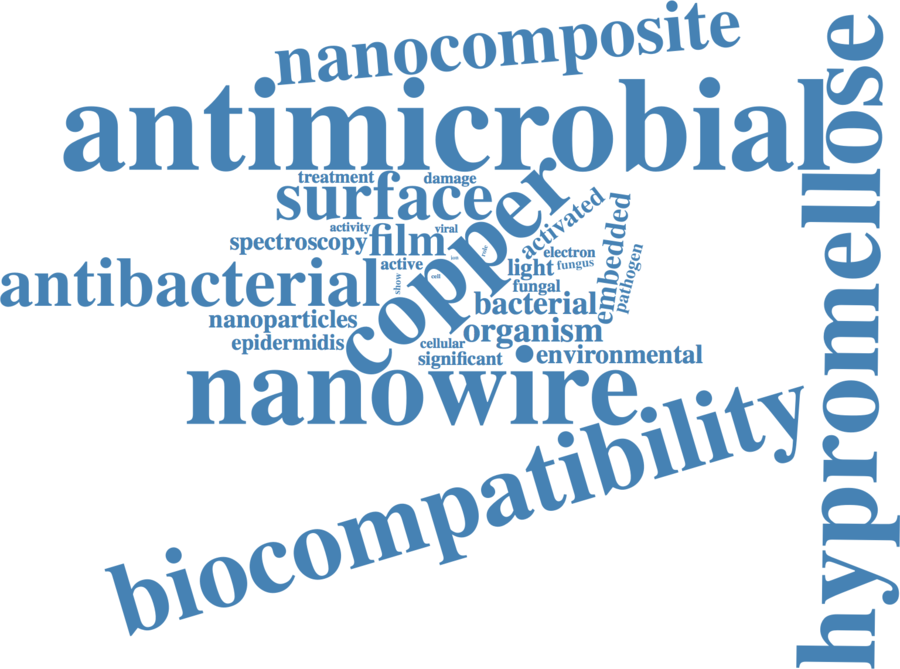 nanocomposite
antimicrobial
hypromellose
treatment
damage
surface
copper
activated
embedded
activity
viral
spectroscopy
film
ion
role
electron
antibacterial
active
show
cell
light
fungus
pathogen
fungal
bacterial
nanoparticles
organism
epidermidis
cellular
significant
environmental
nanowire
biocompatibility